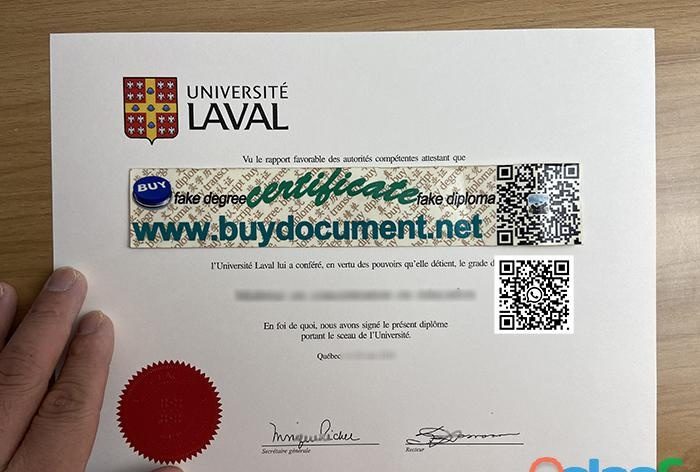 UNIVERSITÉ
LAVAL
Vu le rapport favorable des autorités compétentes attestant que
BUY
fake degree certificate fake diploma
www.buydocument.net
l'Université Laval lui a conféré, en vertu des pouvoirs qu'elle détient, le grade
En foi de quoi, nous avons signé le présent diplôme
portant le sceau de l'Université.
Québec
Secrétaire générale
Recteur